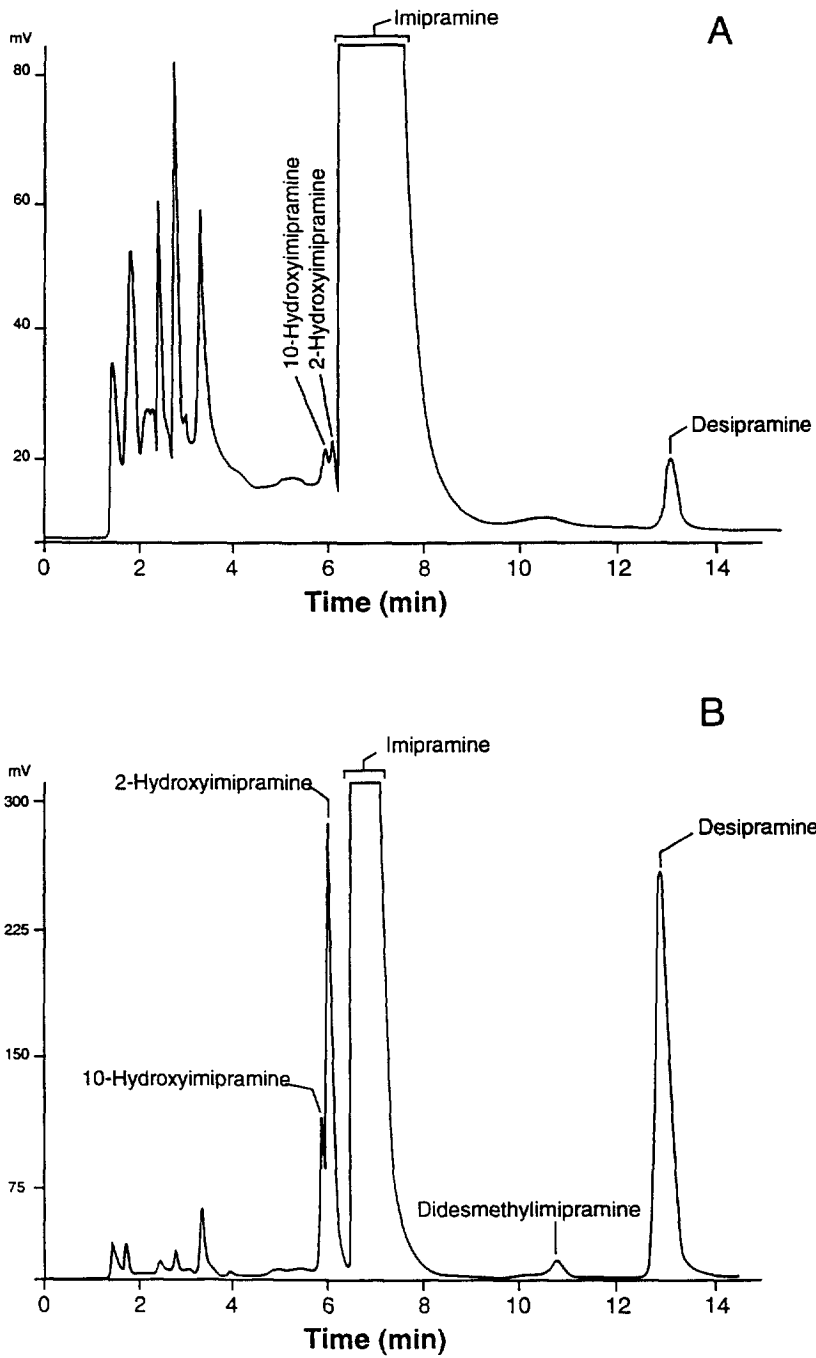 A
Imipramine
mV
80
60
40
20
10-Hydroxyimipramine
2-Hydroxyimipramine
Desipramine
0 2 4 6 8 10 12 14
Time (min)
B
Imipramine
mV
2-Hydroxyimipramine
300
Desipramine
225
150
10-Hydroxyimipramine
75
Didesmethylimipramine
0 2 4 6 8 10 12 14
Time (min)